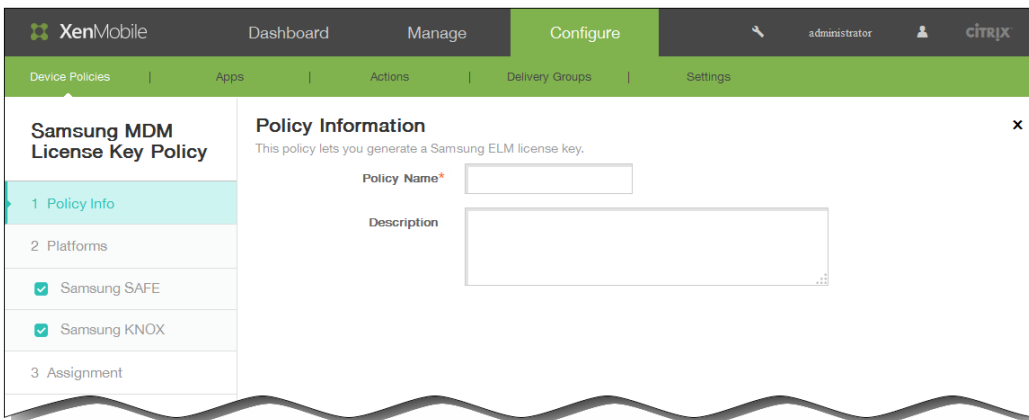 XenMobile Dashboard Manage Configure administrator CITRIX
Device Policies | Apps | Actions | Delivery Groups | Settings
Samsung MDM
License Key Policy
1 Policy Info
2 Platforms
Samsung SAFE
Samsung KNOX
3 Assignment
Policy Information
x
This policy lets you generate a Samsung ELM license key.
Policy Name*
Description